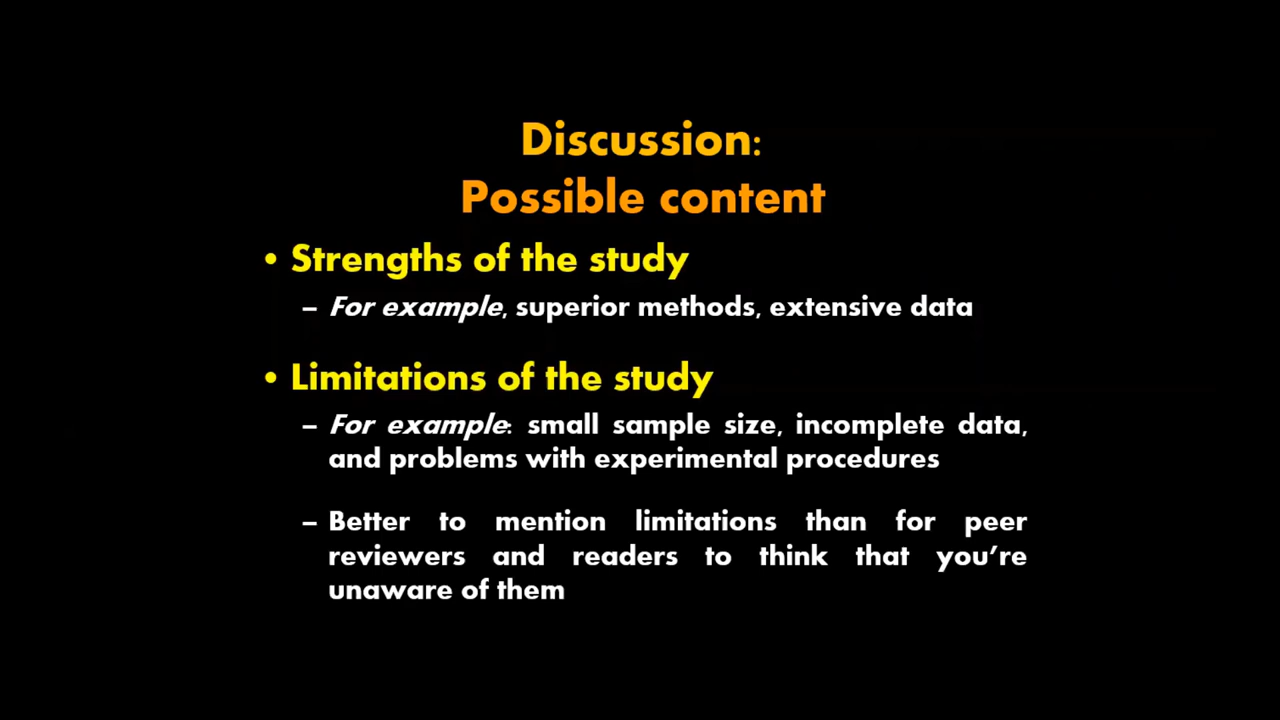 Discussion:
Possible content
• Strengths of the study
– For example, superior methods, extensive data
• Limitations of the study
– For example: small sample size, incomplete data,
and problems with experimental procedures
– Better to mention limitations than for peer
reviewers and readers to think that you're
unaware of them